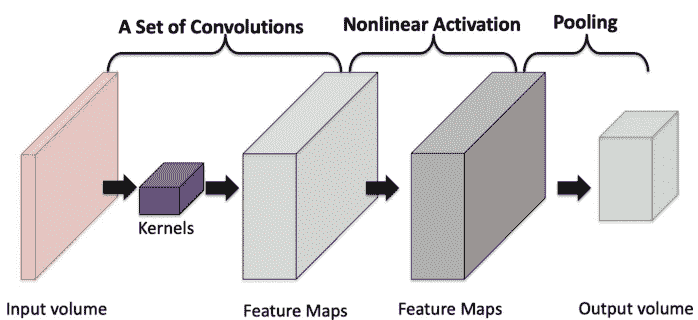 A Set of Convolutions
Nonlinear Activation
Pooling
Kernels
Input volume
Feature Maps
Feature Maps
Output volume